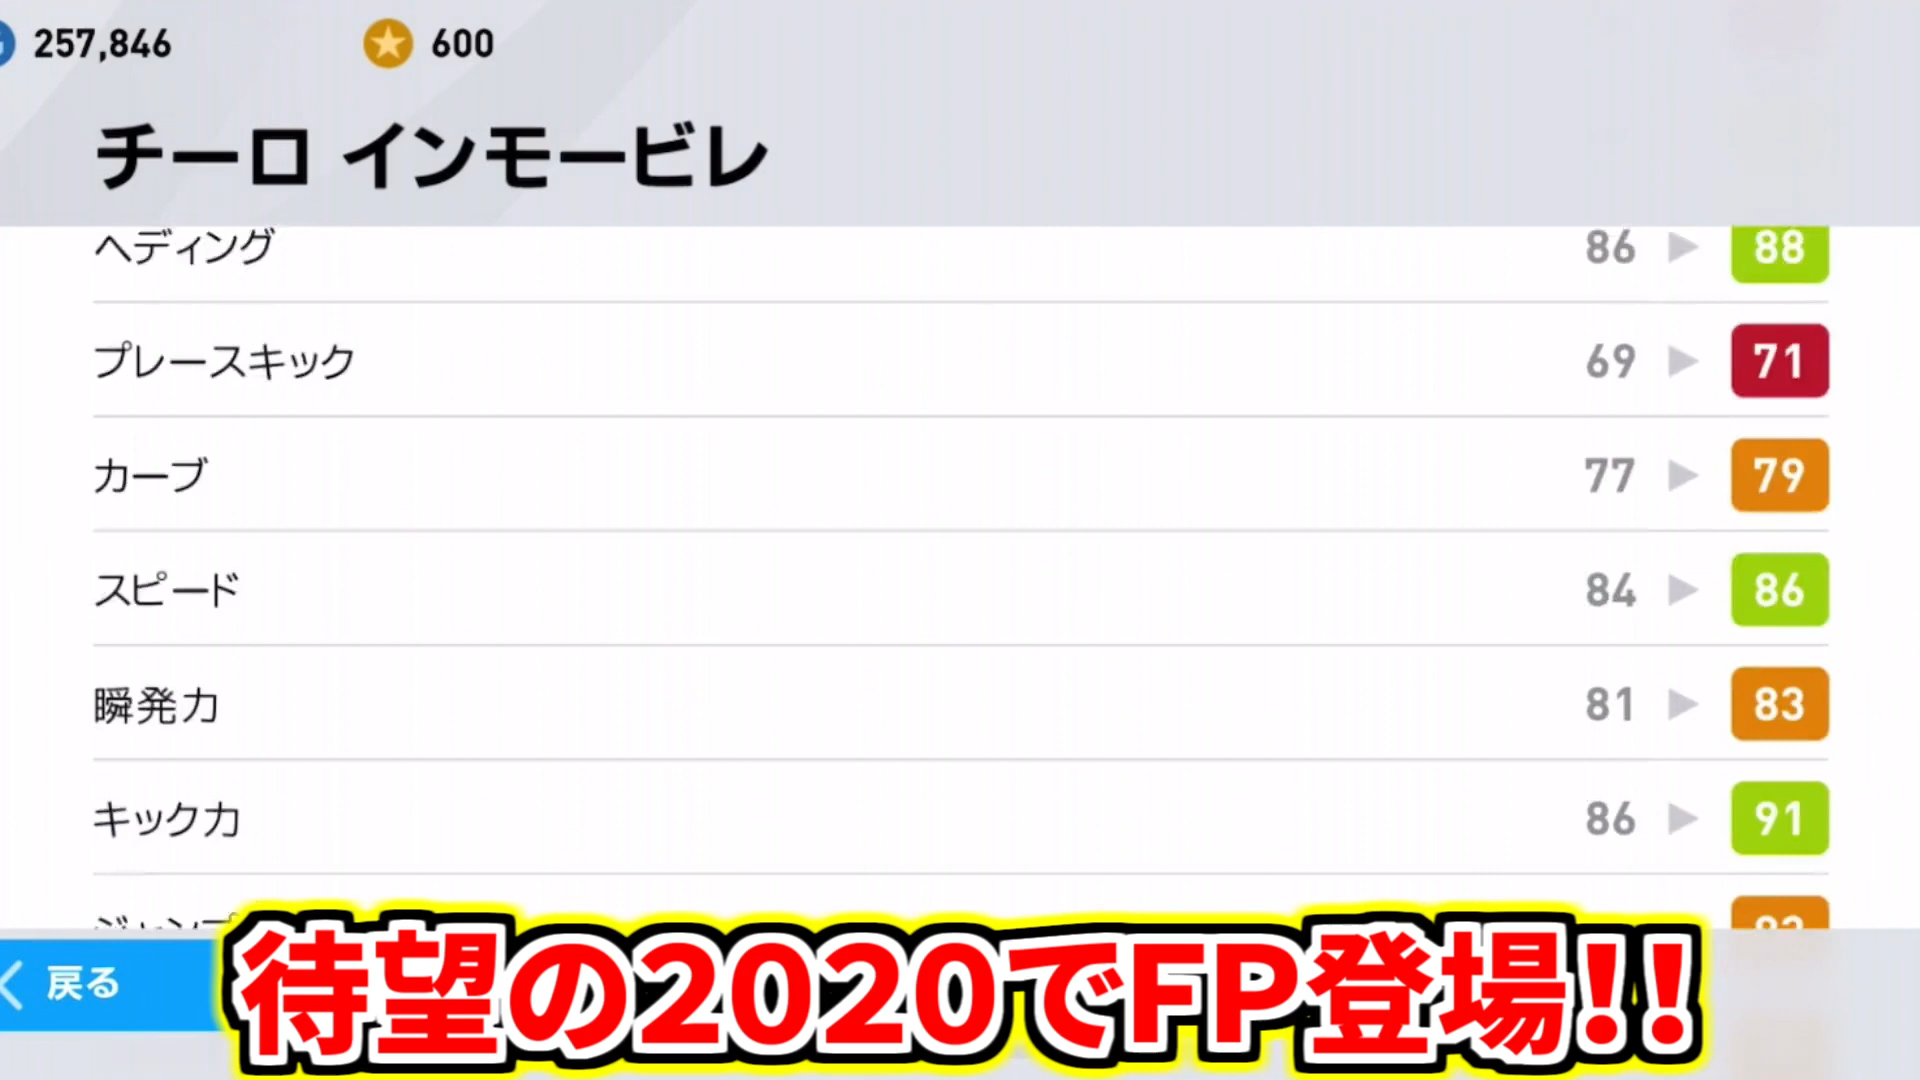 257,846 600
チーロ インモービレ
ヘディング 86 88
プレースキック 69 71
カーブ 77 79
スピード 84 86
瞬発力 81 83
キック力 86 91
戻る
待望の2020でFP登場!!